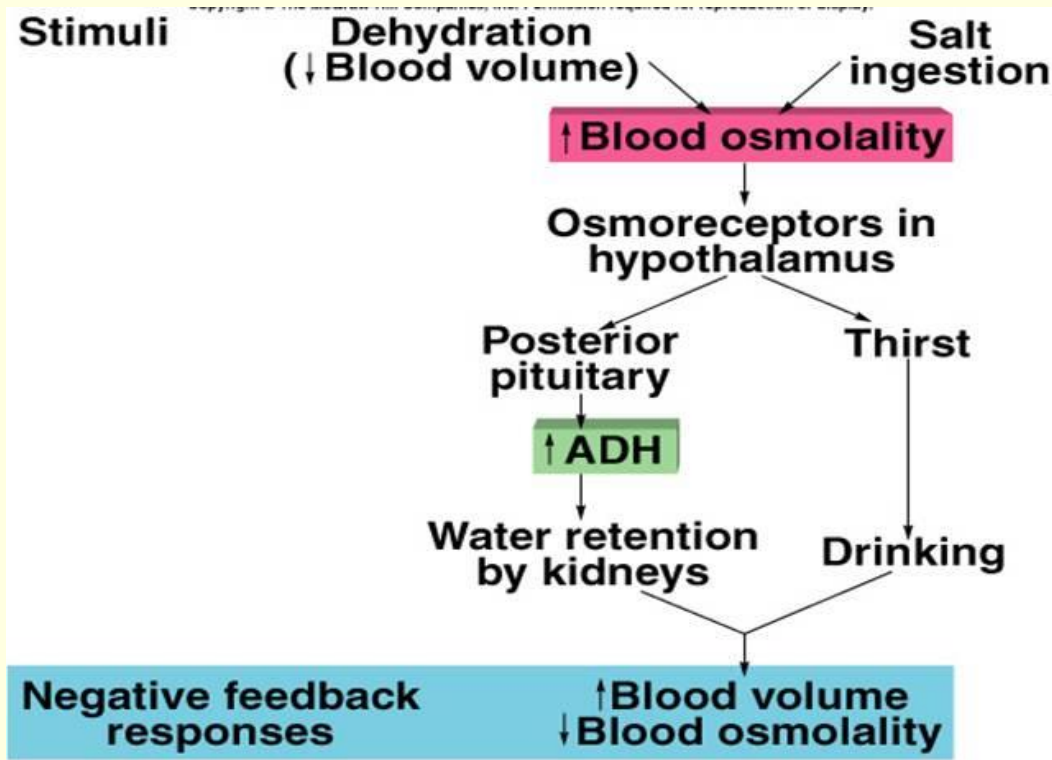 Stimuli
Dehydration
(↓ Blood volume)
Salt
ingestion
↑ Blood osmolality
Osmoreceptors in
hypothalamus
Posterior
pituitary
Thirst
↑ ADH
Water retention
by kidneys
Drinking
Negative feedback
responses
↑Blood volume
↓Blood osmolality